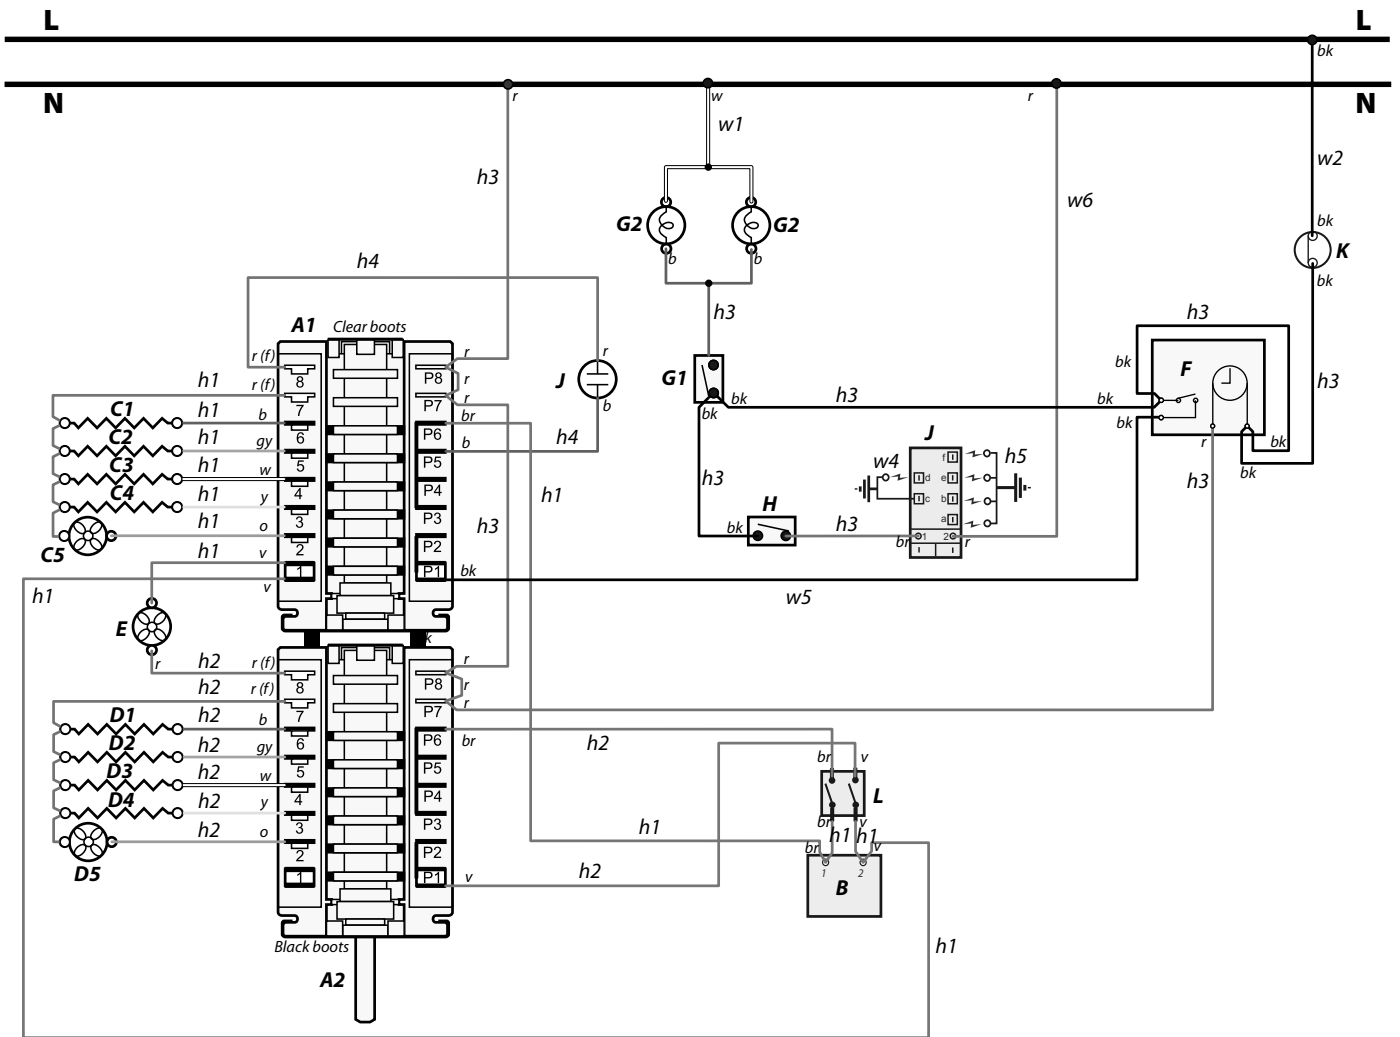 L L
bk
N r w r N
w1
w2
h3
w6
bk
G2 G2 K
b b
bk
h4
h3 h3
A1 Clear boots
r (f) r r bk F
8 P8 J G1 h3
h1 r (f) r
7 P7 r b bk h3 bk
C1 h1 b br bk
6 P6 bk
C2 h1 gy b h4 J r bk
5 P5 bk
C3 h1 w w4 f h5
4 P4 h3 d e h3
C4 h1 y h1 c b
3 P3 H a
h1 o h3 bk h3 1 2
C5 2 P2 br r
h1 v
1 P1 bk
h1 v w5
E
k
r h2 r (f) r
8 P8 r
h2 r (f)
7 P7 r
D1 h2 b
6 P6 br h2
D2 h2 gy br v
5 P5
D3 h2 w
4 P4 L
D4 h2 y
3 P3 h1 br v
h2 o h1 h1
2 P2 br v
D5 1 2
1 P1 v h2 B
Black boots h1
A2